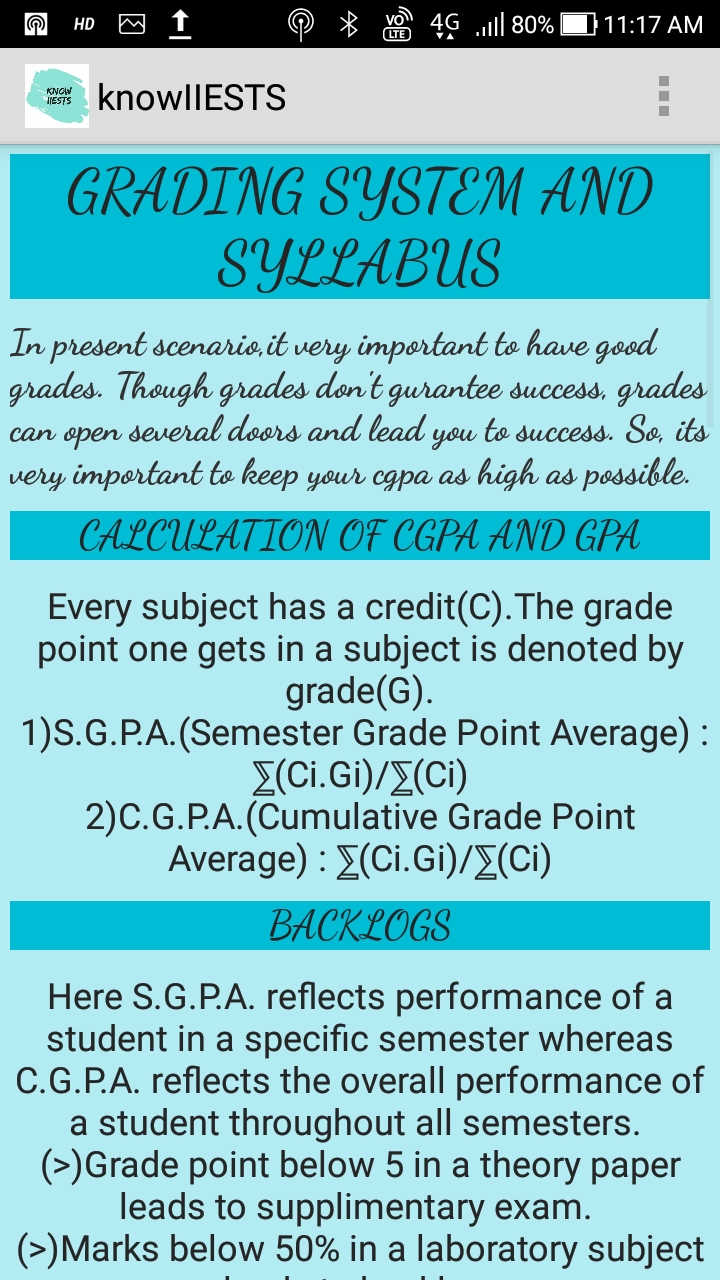 HD VO LTE 4G 80% 11:17 AM
KNOW
IIESTS
knowIIESTS
GRADING SYSTEM AND
SYLLABUS
In present scenario,it very important to have good
grades. Though grades don't gurantee success, grades
can open several doors and lead you to success. So, its
very important to keep your cgpa as high as possible.
CALCULATION OF CGPA AND GPA
Every subject has a credit(C).The grade
point one gets in a subject is denoted by
grade(G).
1)S.G.P.A.(Semester Grade Point Average) :
∑(Ci.Gi)/∑(Ci)
2)C.G.P.A.(Cumulative Grade Point
Average) : ∑(Ci.Gi)/∑(Ci)
BACKLOGS
Here S.G.P.A. reflects performance of a
student in a specific semester whereas
C.G.P.A. reflects the overall performance of
a student throughout all semesters.
(>)Grade point below 5 in a theory paper
leads to supplimentary exam.
(>)Marks below 50% in a laboratory subject